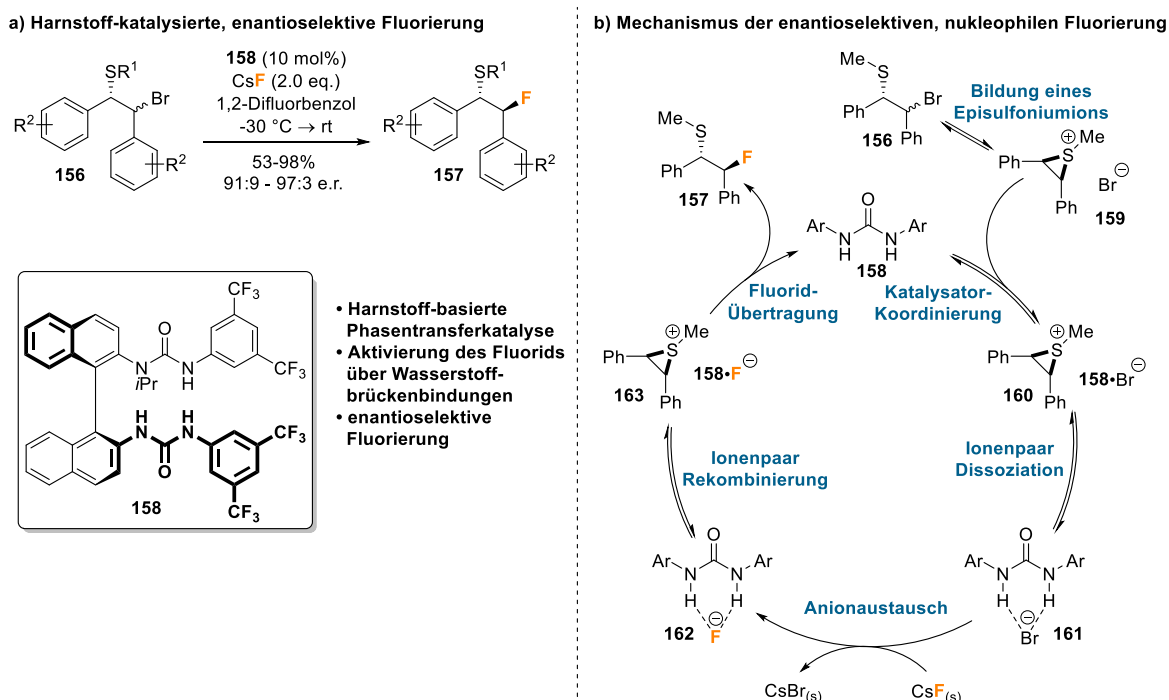 a) Harnstoff-katalysierte, enantioselektive Fluorierung
SR¹
Br
R²
R²
156
158 (10 mol%)
CsF (2.0 eq.)
1,2-Difluorbenzol
-30 °C → rt
53-98%
91:9 - 97:3 e.r.
SR¹
F
R²
R²
157
CF₃
O
N
iPr
N
H
CF₃
H
N
H
N
O
CF₃
CF₃
158
• Harnstoff-basierte
Phasentransferkatalyse
• Aktivierung des Fluorids
über Wasserstoff-
brückenbindungen
• enantioselektive
Fluorierung
b) Mechanismus der enantioselektiven, nukleophilen Fluorierung
Me
S
Br
Ph
Ph
156
Bildung eines
Episulfoniumions
⊕
S
Me
Ph
Ph
Br⊖
159
Me
S
F
Ph
Ph
157
O
Ar
N
H
N
H
Ar
158
Fluorid-
Übertragung
Katalysator-
Koordinierung
⊕
S
Me
Ph
Ph
163
158•F⊖
⊕
S
Me
Ph
Ph
160
158•Br⊖
Ionenpaar
Rekombinierung
Ionenpaar
Dissoziation
O
Ar
N
H
N
H
Ar
⊖
F
162
O
Ar
N
H
N
H
Ar
⊖
Br
161
Anionaustausch
CsBr(s)
CsF(s)